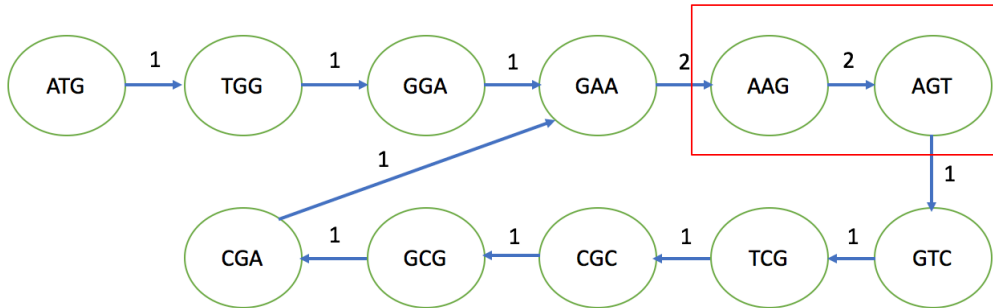 1 1 1 2 2
ATG TGG GGA GAA AAG AGT
1 1
1 1 1 1
CGA GCG CGC TCG GTC